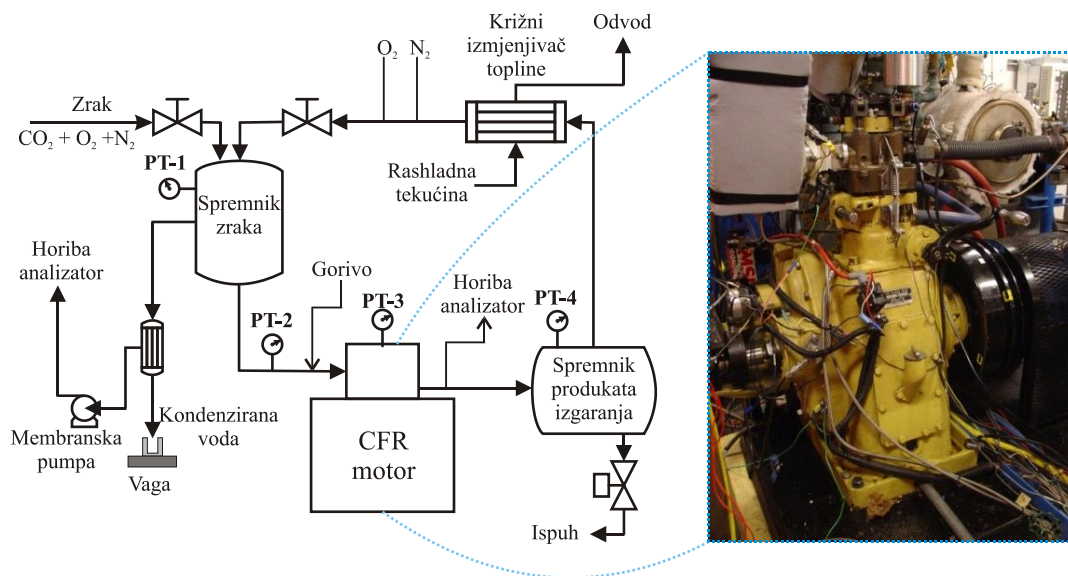 Križni
izmjenjivač
topline
Odvod
O₂ N₂
Zrak
CO₂ + O₂ +N₂
PT-1
Rashladna
tekućina
Spremnik
zraka
Horiba
analizator
Gorivo
PT-2
PT-3
Horiba
analizator
PT-4
Spremnik
produkata
izgaranja
Kondenzirana
voda
Membranska
pumpa
Vaga
CFR
motor
Ispuh